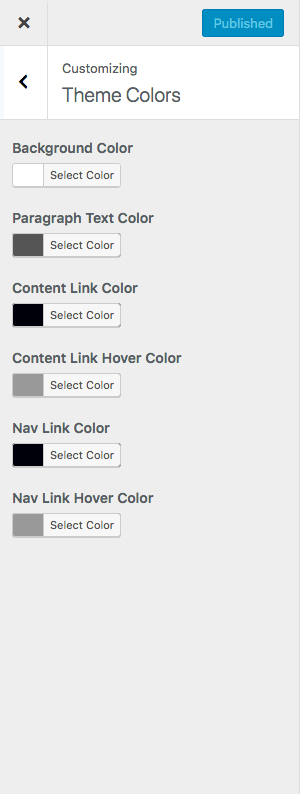 Published
Customizing
Theme Colors
Background Color
Select Color
Paragraph Text Color
Select Color
Content Link Color
Select Color
Content Link Hover Color
Select Color
Nav Link Color
Select Color
Nav Link Hover Color
Select Color